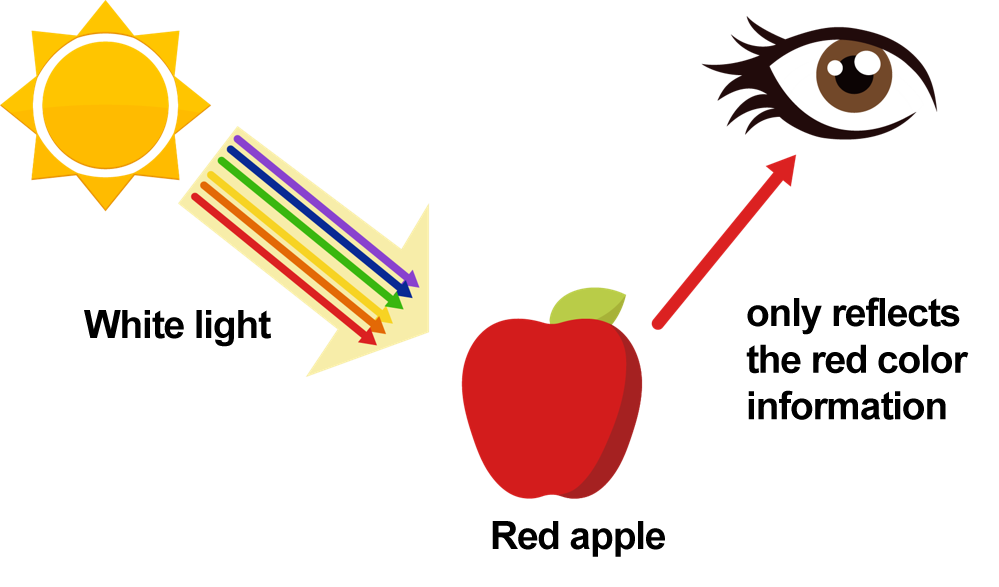 White light
only reflects
the red color
information
Red apple